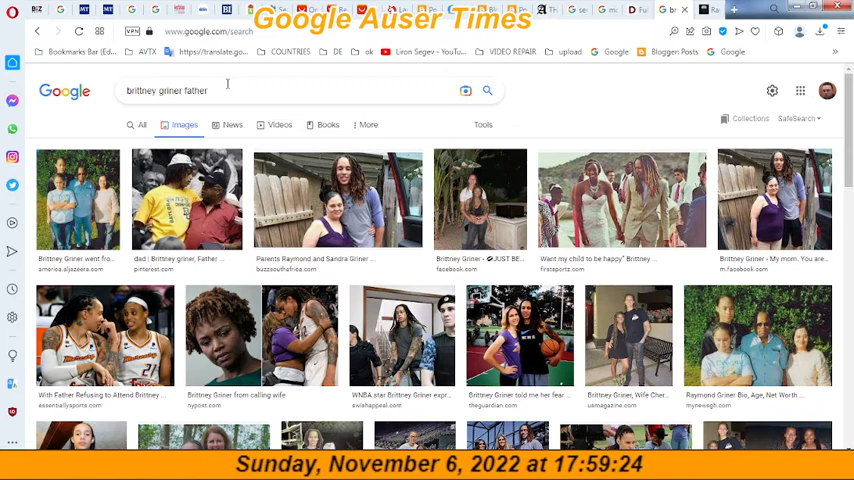 Google Auser Times
VPN www.google.com/search
Bookmarks Bar (Ed... AVTX https://translate.go... COUNTRIES DE ok Liron Segev - YouTu... VIDEO REPAIR upload Google Blogger: Posts Google
Google brittney griner father
All Images News Videos Books More Tools
Collections SafeSearch
Brittney Griner went fro... dad : Brittney griner, Father ... Parents Raymond and Sandra Griner ... Brittney Griner - JUST BE... Want my child to be happy" Brittney ... Brittney Griner - My mom. You are...
america.aljazeera.com pinterest.com buzzsouthafrica.com facebook.com firstsportz.com m.facebook.com
With Father Refusing to Attend Brittney ... Brittney Griner from calling wife WNBA star Brittney Griner expr... Brittney Griner told me her fear ... Brittney Griner, Wife Cher... Raymond Griner Bio, Age, Net Worth ...
essentiallysports.com nypost.com awiahappeal.com theguardian.com usmagazine.com mynewsgh.com
Sunday, November 6, 2022 at 17:59:24